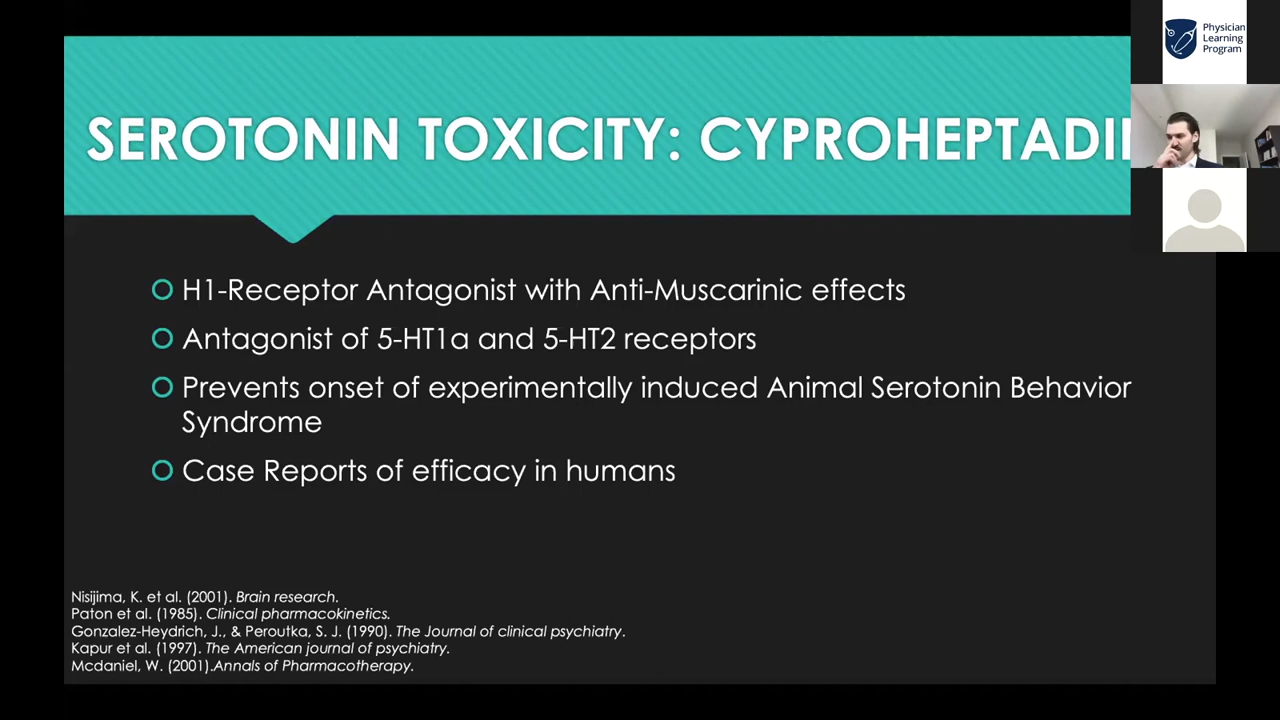 SEROTONIN TOXICITY: CYPROHEPTADI
Physician
Learning
Program
H1-Receptor Antagonist with Anti-Muscarinic effects
Antagonist of 5-HT1a and 5-HT2 receptors
Prevents onset of experimentally induced Animal Serotonin Behavior
Syndrome
Case Reports of efficacy in humans
Nisijima, K. et al. (2001). Brain research.
Paton et al. (1985). Clinical pharmacokinetics.
Gonzalez-Heydrich, J., & Peroutka, S. J. (1990). The Journal of clinical psychiatry.
Kapur et al. (1997). The American journal of psychiatry.
Mcdaniel, W. (2001).Annals of Pharmacotherapy.